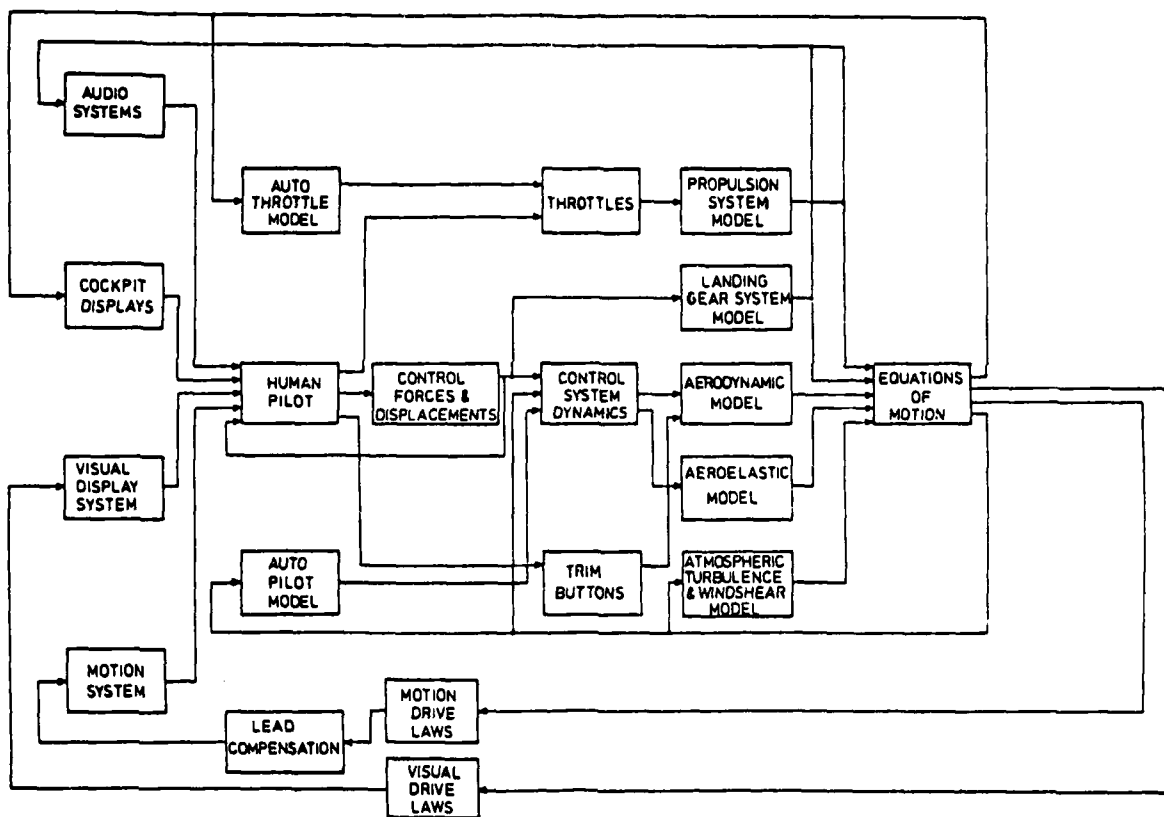 AUDIO
SYSTEMS
AUTO
THROTTLE
MODEL
THROTTLES
PROPULSION
SYSTEM
MODEL
COCKPIT
DISPLAYS
LANDING
GEAR SYSTEM
MODEL
HUMAN
PILOT
CONTROL
FORCES &
DISPLACEMENTS
CONTROL
SYSTEM
DYNAMICS
AERODYNAMIC
MODEL
EQUATIONS
OF
MOTION
VISUAL
DISPLAY
SYSTEM
AEROELASTIC
MODEL
AUTO
PILOT
MODEL
TRIM
BUTTONS
ATMOSPHERIC
TURBULENCE
& WINDSHEAR
MODEL
MOTION
SYSTEM
LEAD
COMPENSATION
MOTION
DRIVE
LAWS
VISUAL
DRIVE
LAWS